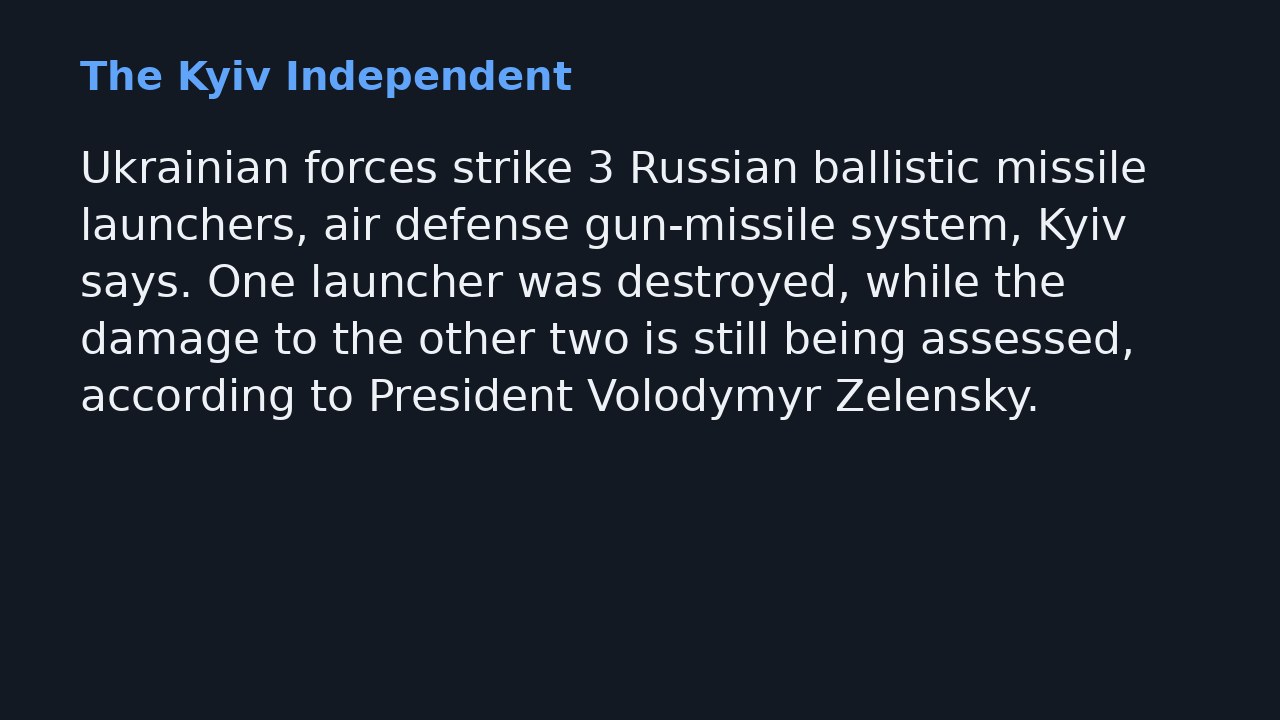 The Kyiv Independent
Ukrainian forces strike 3 Russian ballistic missile
launchers, air defense gun-missile system, Kyiv
says. One launcher was destroyed, while the
damage to the other two is still being assessed,
according to President Volodymyr Zelensky.